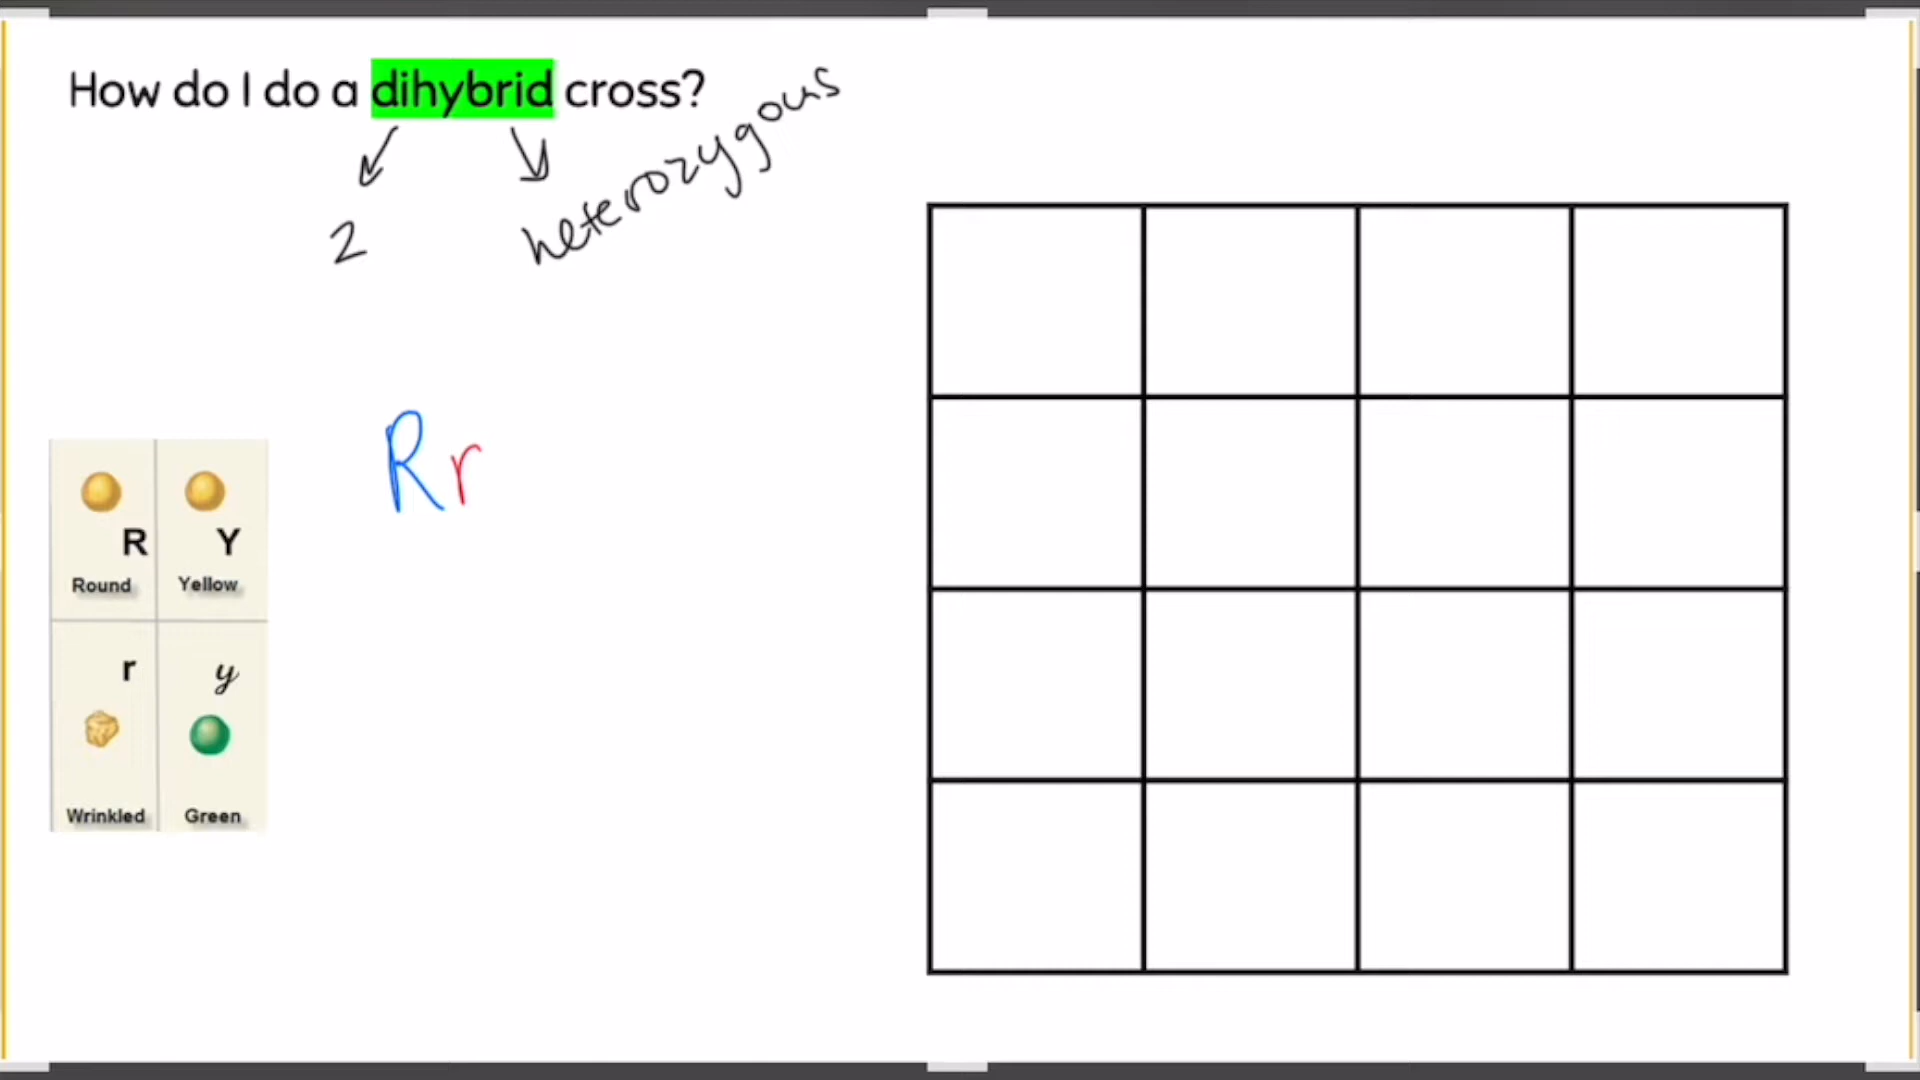 How do I do a dihybrid cross?
2 heterozygous
Rr
R Y
Round Yellow
r y
Wrinkled Green